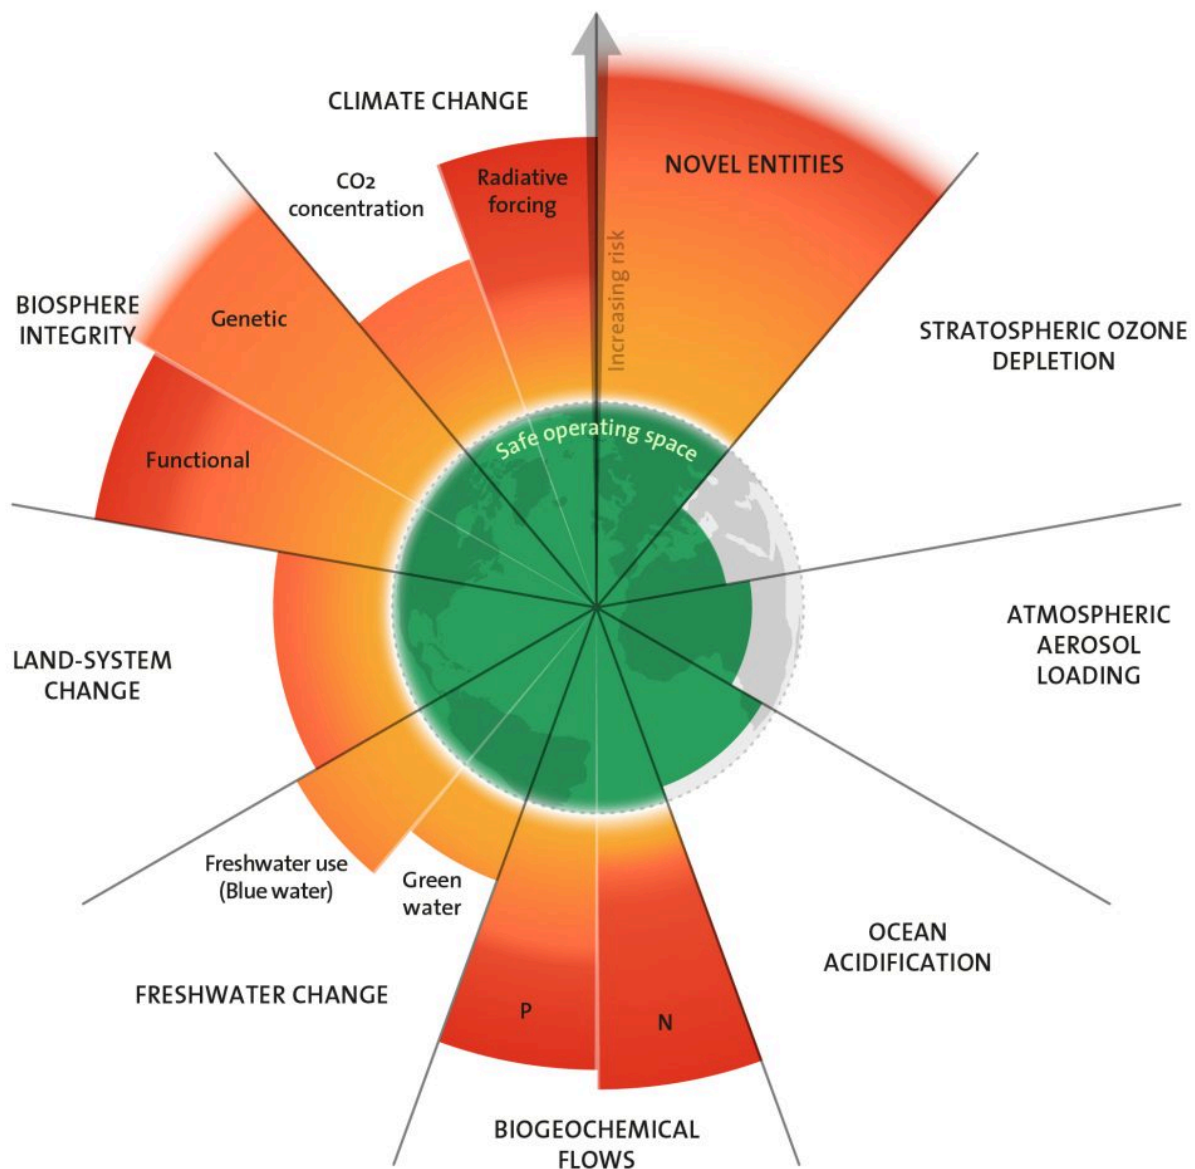 CLIMATE CHANGE
CO2
concentration
Radiative
forcing
NOVEL ENTITIES
Increasing risk
BIOSPHERE
INTEGRITY
Genetic
Functional
STRATOSPHERIC OZONE
DEPLETION
Safe operating space
ATMOSPHERIC
AEROSOL
LOADING
LAND-SYSTEM
CHANGE
Freshwater use
(Blue water)
Green
water
FRESHWATER CHANGE
OCEAN
ACIDIFICATION
P
N
BIOGEOCHEMICAL
FLOWS